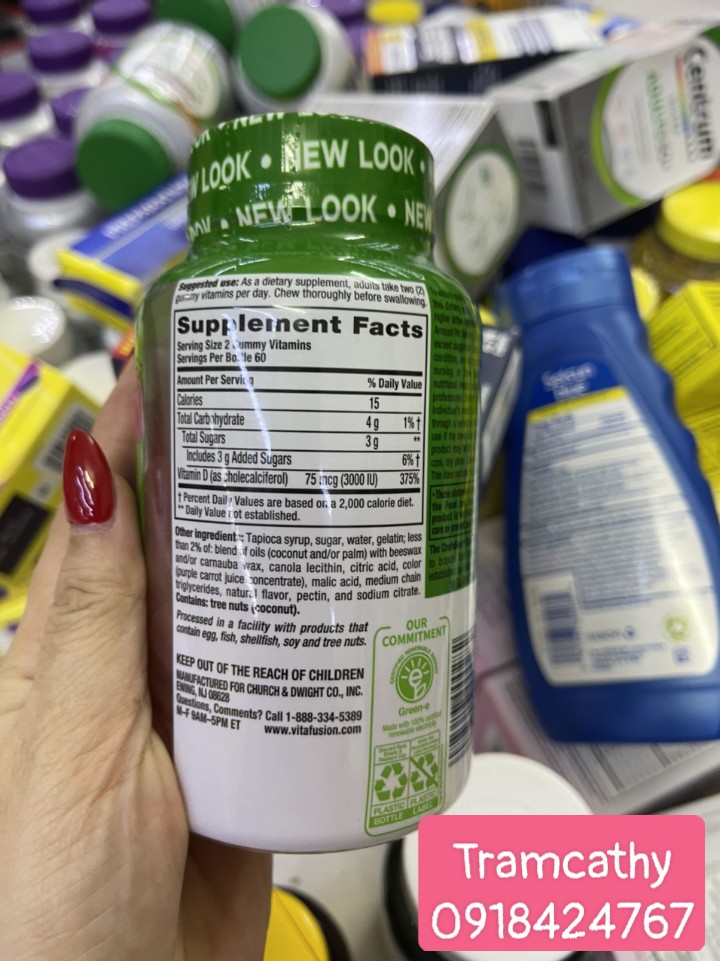 NEW LOOK •
• NEW LOOK • NEW
Centrum
Suggested use: As a dietary supplement, adults take two (2)
gummy vitamins per day. Chew thoroughly before swallowing.
Supplement Facts
Serving Size 2 Gummy Vitamins
Servings Per Bottle 60
Amount Per Serving % Daily Value
Calories 15
Total Carbohydrate 4 g 1%†
Total Sugars 3 g **
Includes 3 g Added Sugars 6%†
Vitamin D (as cholecalciferol) 75 mcg (3000 IU) 375%
† Percent Daily Values are based on a 2,000 calorie diet.
** Daily Value not established.
Other ingredients: Tapioca syrup, sugar, water, gelatin; less
than 2% of: blend of oils (coconut and/or palm) with beeswax
and/or carnauba wax, canola lecithin, citric acid, color
(purple carrot juice concentrate), malic acid, medium chain
triglycerides, natural flavor, pectin, and sodium citrate.
Contains: tree nuts (coconut).
Processed in a facility with products that
contain egg, fish, shellfish, soy and tree nuts.
KEEP OUT OF THE REACH OF CHILDREN
MANUFACTURED FOR CHURCH & DWIGHT CO., INC.
EWING, NJ 08628
Questions, Comments? Call 1-888-334-5389
M-F 9AM-5PM ET www.vitafusion.com
OUR
COMMITMENT
Green-e
Made with 100% certified
renewable electricity
PLASTIC PLASTIC
BOTTLE LABEL
Tramcathy
0918424767